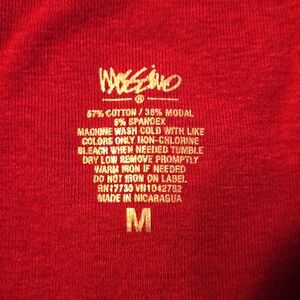 Mossimo
®
57% COTTON / 38% MODAL
5% SPANDEX
MACHINE WASH COLD WITH LIKE
COLORS ONLY NON-CHLORINE
BLEACH WHEN NEEDED TUMBLE
DRY LOW REMOVE PROMPTLY
WARM IRON IF NEEDED
DO NOT IRON ON LABEL
RN17730 VN1042782
MADE IN NICARAGUA
M